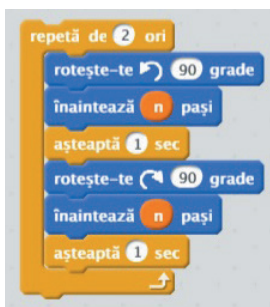 repetă de 2 ori
rotește-te 90 grade
înaintează n pași
așteaptă 1 sec
rotește-te 90 grade
înaintează n pași
așteaptă 1 sec